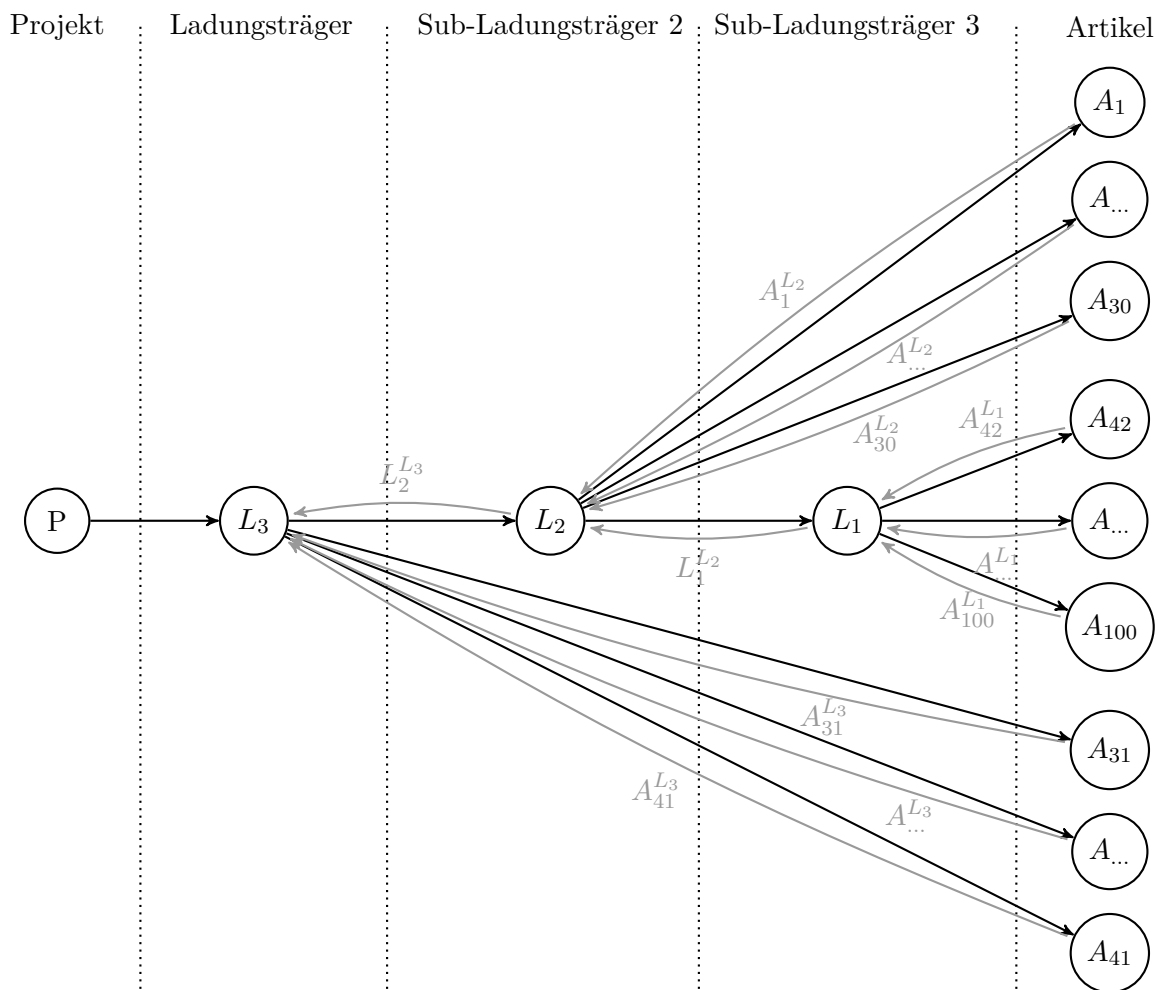 Projekt Ladungsträger Sub-Ladungsträger 2 Sub-Ladungsträger 3 Artikel
A_1
A_...
A_1^{L_2}
A_30
A_...^{L_2}
A_42
A_42^{L_1}
A_30^{L_2}
L_2^{L_3}
P L_3 L_2 L_1 A_...
L_1^{L_2}
A_...^{L_1}
A_100^{L_1}
A_100
A_31^{L_3}
A_31
A_41^{L_3}
A_...^{L_3}
A_...
A_41